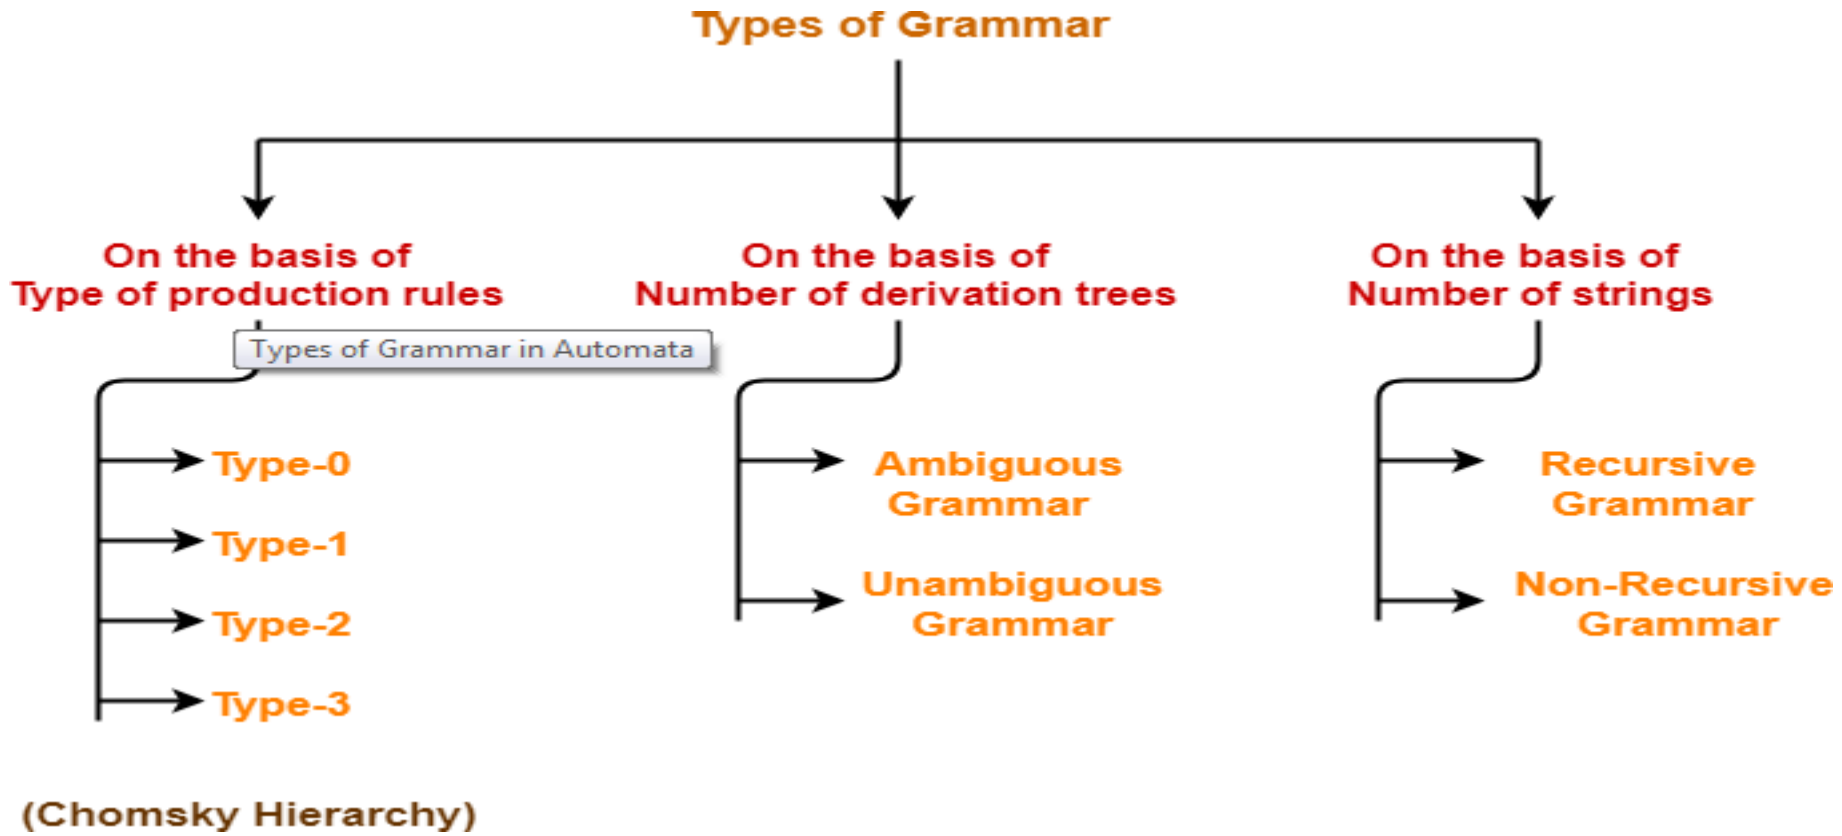 Types of Grammar
On the basis of
Type of production rules
Types of Grammar in Automata
Type-0
Type-1
Type-2
Type-3
(Chomsky Hierarchy)
On the basis of
Number of derivation trees
Ambiguous
Grammar
Unambiguous
Grammar
On the basis of
Number of strings
Recursive
Grammar
Non-Recursive
Grammar